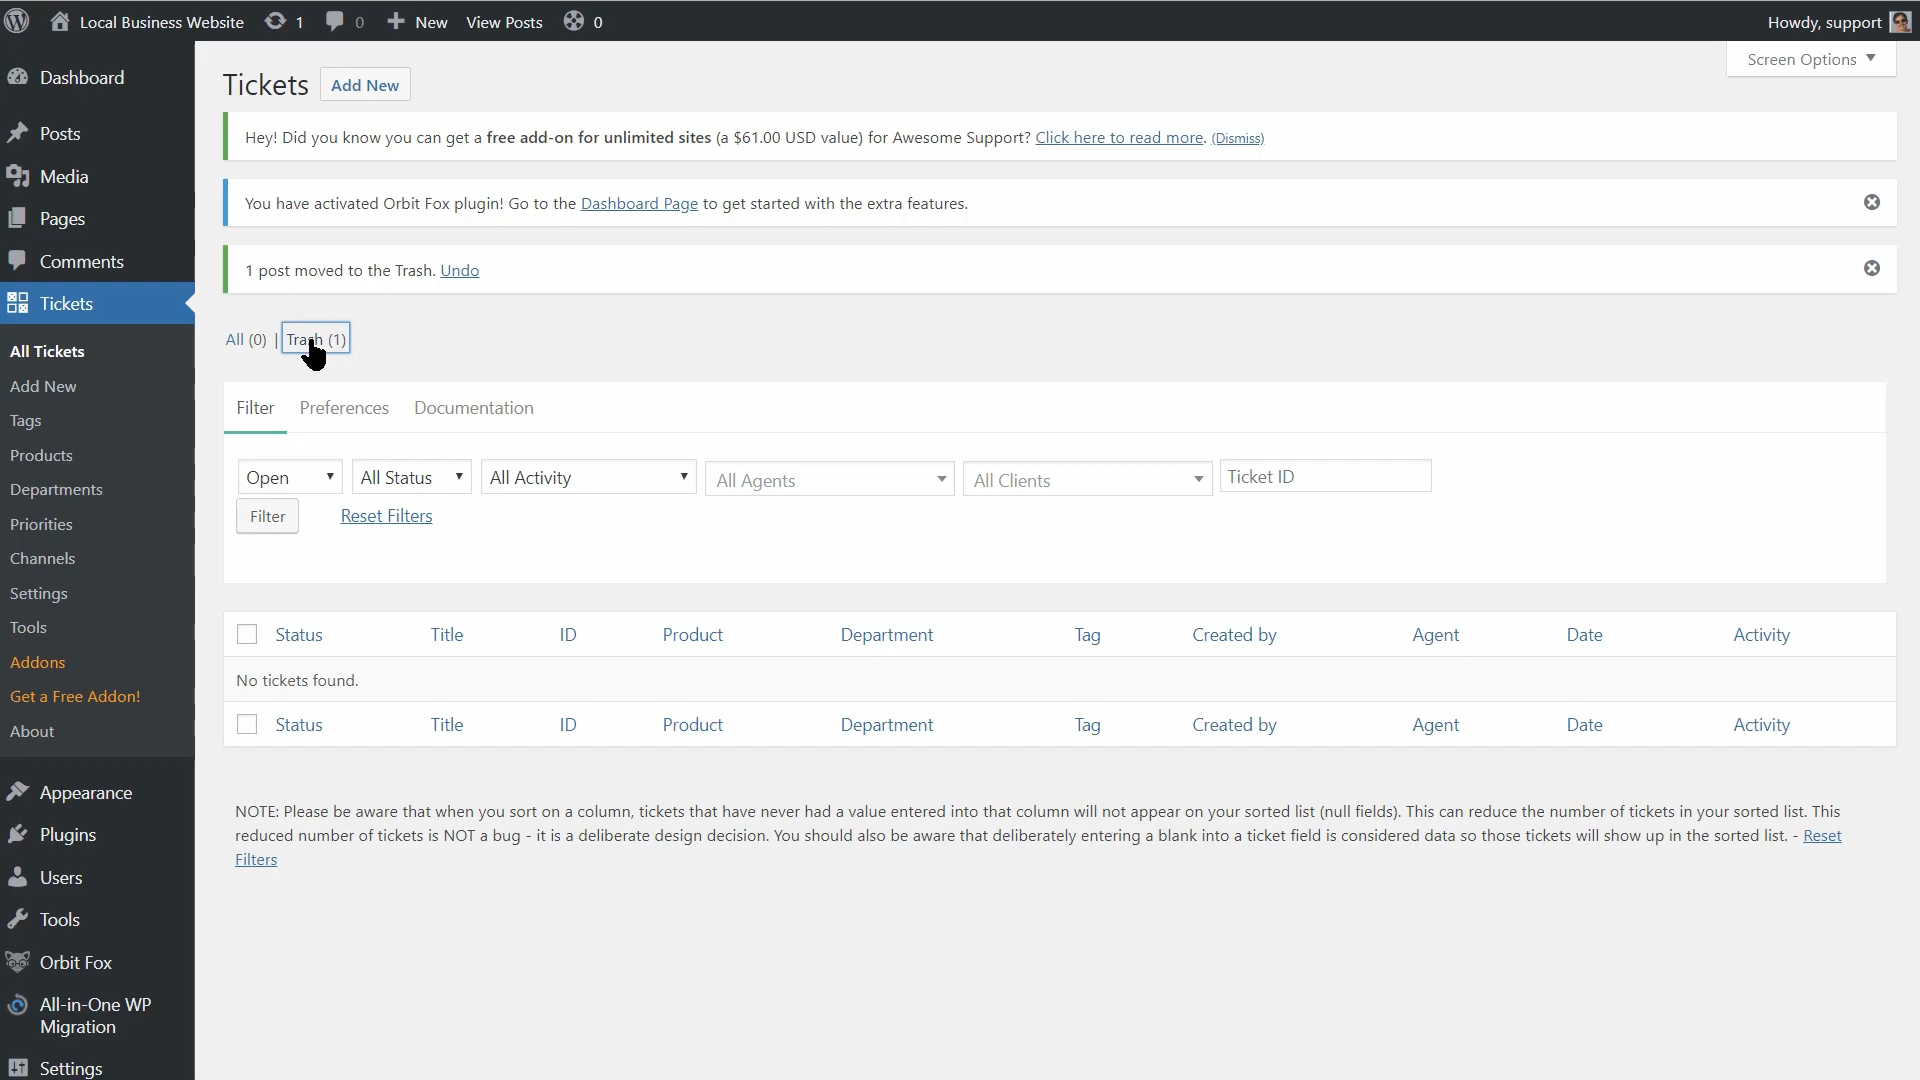 Local Business Website 1 0 New View Posts 0 Howdy, support
Screen Options
Dashboard
Posts
Media
Pages
Comments
Tickets
All Tickets
Add New
Tags
Products
Departments
Priorities
Channels
Settings
Tools
Addons
Get a Free Addon!
About
Appearance
Plugins
Users
Tools
Orbit Fox
All-in-One WP
Migration
Settings
Tickets Add New
Hey! Did you know you can get a free add-on for unlimited sites (a $61.00 USD value) for Awesome Support? Click here to read more. (Dismiss)
You have activated Orbit Fox plugin! Go to the Dashboard Page to get started with the extra features.
1 post moved to the Trash. Undo
All (0) | Trash (1)
Filter Preferences Documentation
Open All Status All Activity All Agents All Clients Ticket ID
Filter Reset Filters
Status Title ID Product Department Tag Created by Agent Date Activity
No tickets found.
Status Title ID Product Department Tag Created by Agent Date Activity
NOTE: Please be aware that when you sort on a column, tickets that have never had a value entered into that column will not appear on your sorted list (null fields). This can reduce the number of tickets in your sorted list. This
reduced number of tickets is NOT a bug - it is a deliberate design decision. You should also be aware that deliberately entering a blank into a ticket field is considered data so those tickets will show up in the sorted list. - Reset
Filters